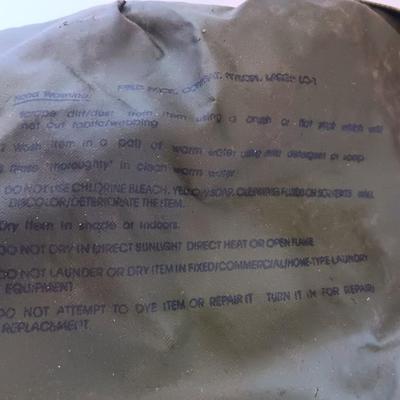 FIELD PACK, COMBAT, NYLON, LARGE LC-1
Scrape dirt/dust from item using a brush or flat stick which will
not cut fabric/webbing
Wash item in a pail of warm water using mild detergent or soap
Rinse "thoroughly" in clean warm water
DO NOT USE CHLORINE BLEACH, YELLOW SOAP, CLEANING FLUIDS OR SOLVENTS WILL
DISCOLOR/DETERIORATE THE ITEM.
Dry item in shade or indoors.
DO NOT DRY IN DIRECT SUNLIGHT DIRECT HEAT OR OPEN FLAME
DO NOT LAUNDER OR DRY ITEM IN FIXED/COMMERCIAL/HOME-TYPE LAUNDRY
EQUIPMENT
DO NOT ATTEMPT TO DYE ITEM OR REPAIR IT TURN IT IN FOR REPAIR/
REPLACEMENT.